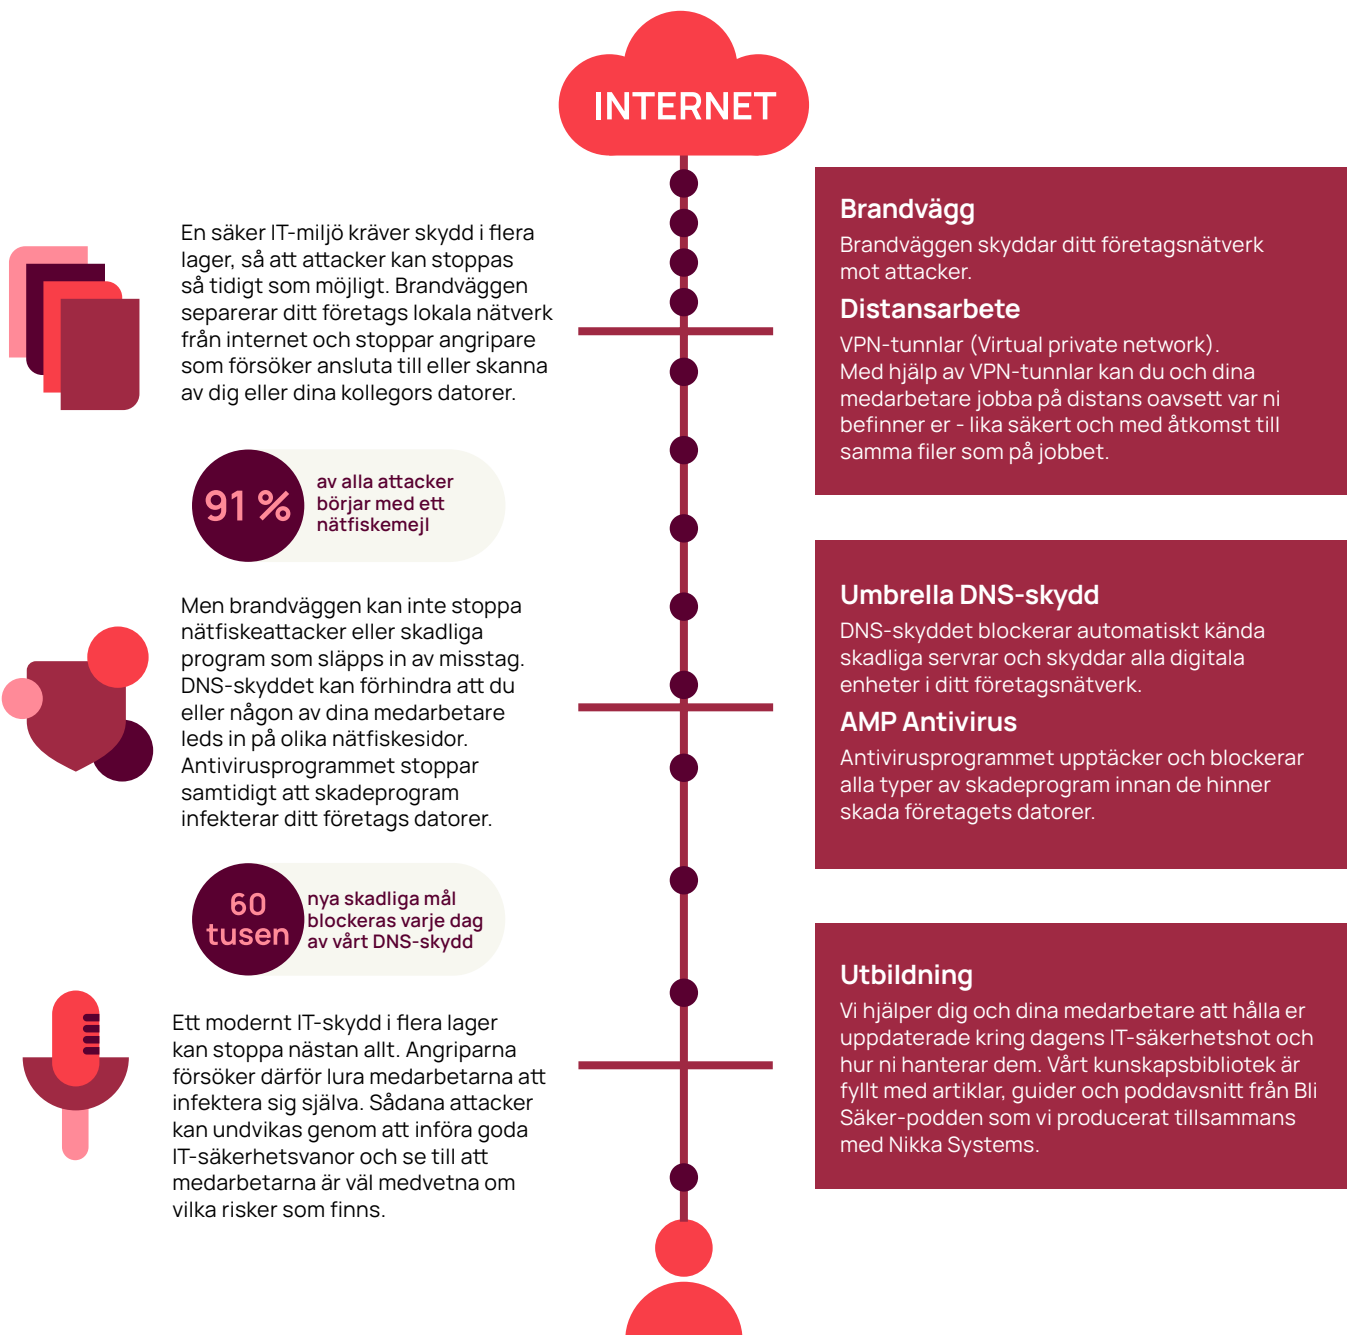 INTERNET
En säker IT-miljö kräver skydd i flera
lager, så att attacker kan stoppas
så tidigt som möjligt. Brandväggen
separerar ditt företags lokala nätverk
från internet och stoppar angripare
som försöker ansluta till eller skanna
av dig eller dina kollegors datorer.
Brandvägg
Brandväggen skyddar ditt företagsnätverk
mot attacker.
Distansarbete
VPN-tunnlar (Virtual private network).
Med hjälp av VPN-tunnlar kan du och dina
medarbetare jobba på distans oavsett var ni
befinner er - lika säkert och med åtkomst till
samma filer som på jobbet.
91 %
av alla attacker
börjar med ett
nätfiskemejl
Men brandväggen kan inte stoppa
nätfiskeattacker eller skadliga
program som släpps in av misstag.
DNS-skyddet kan förhindra att du
eller någon av dina medarbetare
leds in på olika nätfiskesidor.
Antivirusprogrammet stoppar
samtidigt att skadeprogram
infekterar ditt företags datorer.
Umbrella DNS-skydd
DNS-skyddet blockerar automatiskt kända
skadliga servrar och skyddar alla digitala
enheter i ditt företagsnätverk.
AMP Antivirus
Antivirusprogrammet upptäcker och blockerar
alla typer av skadeprogram innan de hinner
skada företagets datorer.
60
tusen
nya skadliga mål
blockeras varje dag
av vårt DNS-skydd
Ett modernt IT-skydd i flera lager
kan stoppa nästan allt. Angriparna
försöker därför lura medarbetarna att
infektera sig själva. Sådana attacker
kan undvikas genom att införa goda
IT-säkerhetsvanor och se till att
medarbetarna är väl medvetna om
vilka risker som finns.
Utbildning
Vi hjälper dig och dina medarbetare att hålla er
uppdaterade kring dagens IT-säkerhetshot och
hur ni hanterar dem. Vårt kunskapsbibliotek är
fyllt med artiklar, guider och poddavsnitt från Bli
Säker-podden som vi producerat tillsammans
med Nikka Systems.